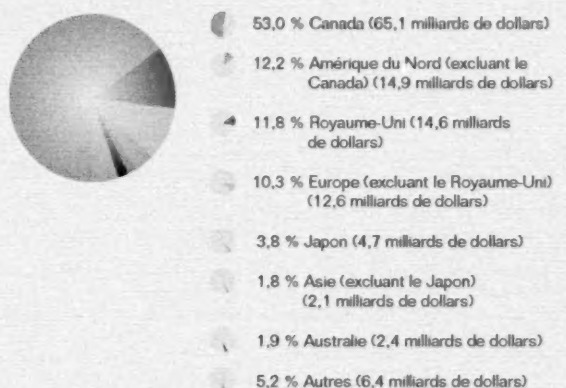 53,0 % Canada (65,1 milliards de dollars)
12,2 % Amérique du Nord (excluant le
Canada) (14,9 milliards de dollars)
11,8 % Royaume-Uni (14,6 milliards
de dollars)
10,3 % Europe (excluant le Royaume-Uni)
(12,6 milliards de dollars)
3,8 % Japon (4,7 milliards de dollars)
1,8 % Asie (excluant le Japon)
(2,1 milliards de dollars)
1,9 % Australie (2,4 milliards de dollars)
5,2 % Autres (6,4 milliards de dollars)